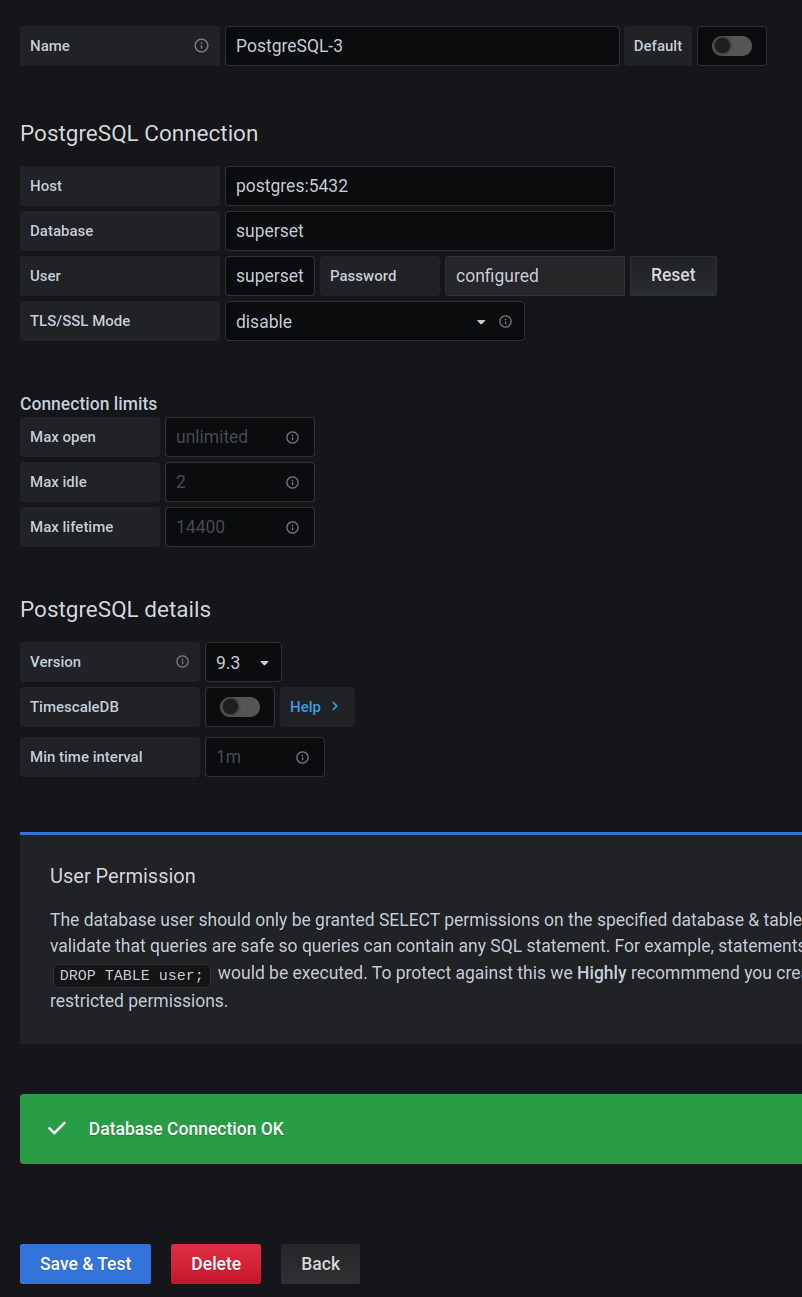 Name PostgreSQL-3 Default
PostgreSQL Connection
Host postgres:5432
Database superset
User superset Password configured Reset
TLS/SSL Mode disable
Connection limits
Max open unlimited
Max idle 2
Max lifetime 14400
PostgreSQL details
Version 9.3
TimescaleDB Help
Min time interval 1m
User Permission
The database user should only be granted SELECT permissions on the specified database & table
validate that queries are safe so queries can contain any SQL statement. For example, statements
DROP TABLE user; would be executed. To protect against this we Highly recommmend you crea
restricted permissions.
Database Connection OK
Save & Test Delete Back